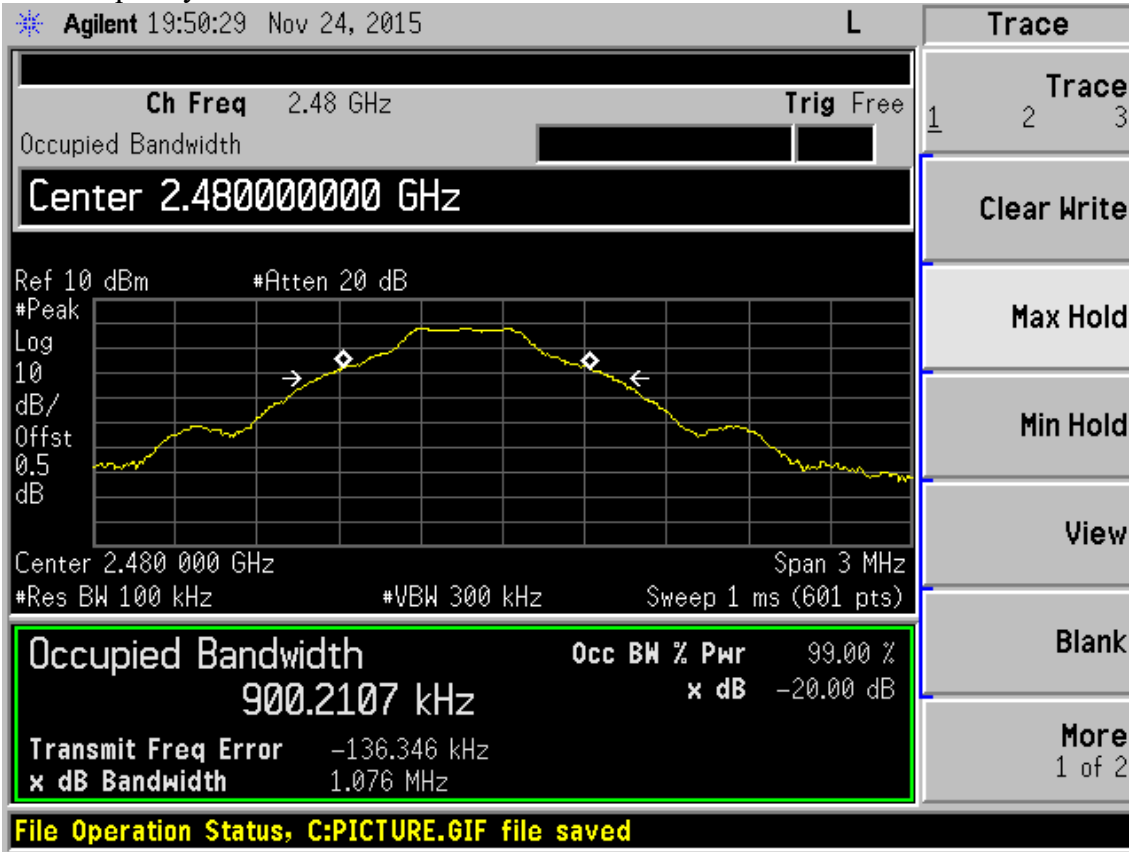 Agilent 19:50:29 Nov 24, 2015 L
Trace
Ch Freq 2.48 GHz Trig Free
Occupied Bandwidth
Center 2.480000000 GHz
Ref 10 dBm #Atten 20 dB
#Peak
Log
10
dB/
Offst
0.5
dB
Center 2.480 000 GHz Span 3 MHz
#Res BW 100 kHz #VBW 300 kHz Sweep 1 ms (601 pts)
Occupied Bandwidth
900.2107 kHz
Occ BW % Pwr 99.00 %
x dB -20.00 dB
Transmit Freq Error -136.346 kHz
x dB Bandwidth 1.076 MHz
File Operation Status, C:PICTURE.GIF file saved
Trace
1 2 3
Clear Write
Max Hold
Min Hold
View
Blank
More
1 of 2